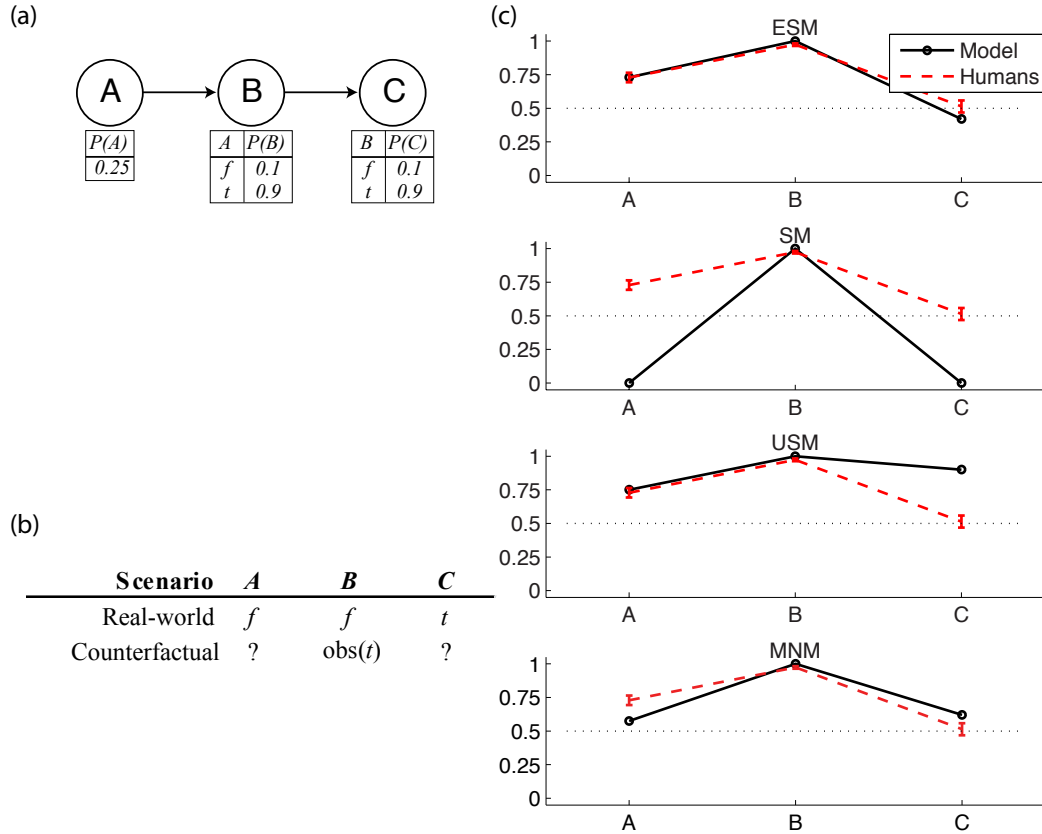 (a)
A B C
P(A)
0.25
A P(B)
f 0.1
t 0.9
B P(C)
f 0.1
t 0.9
(b)
Scenario A B C
Real-world f f t
Counterfactual ? obs(t) ?
(c)
ESM
Model
Humans
1
0.75
0.5
0.25
0
A B C
SM
1
0.75
0.5
0.25
0
A B C
USM
1
0.75
0.5
0.25
0
A B C
MNM
1
0.75
0.5
0.25
0
A B C